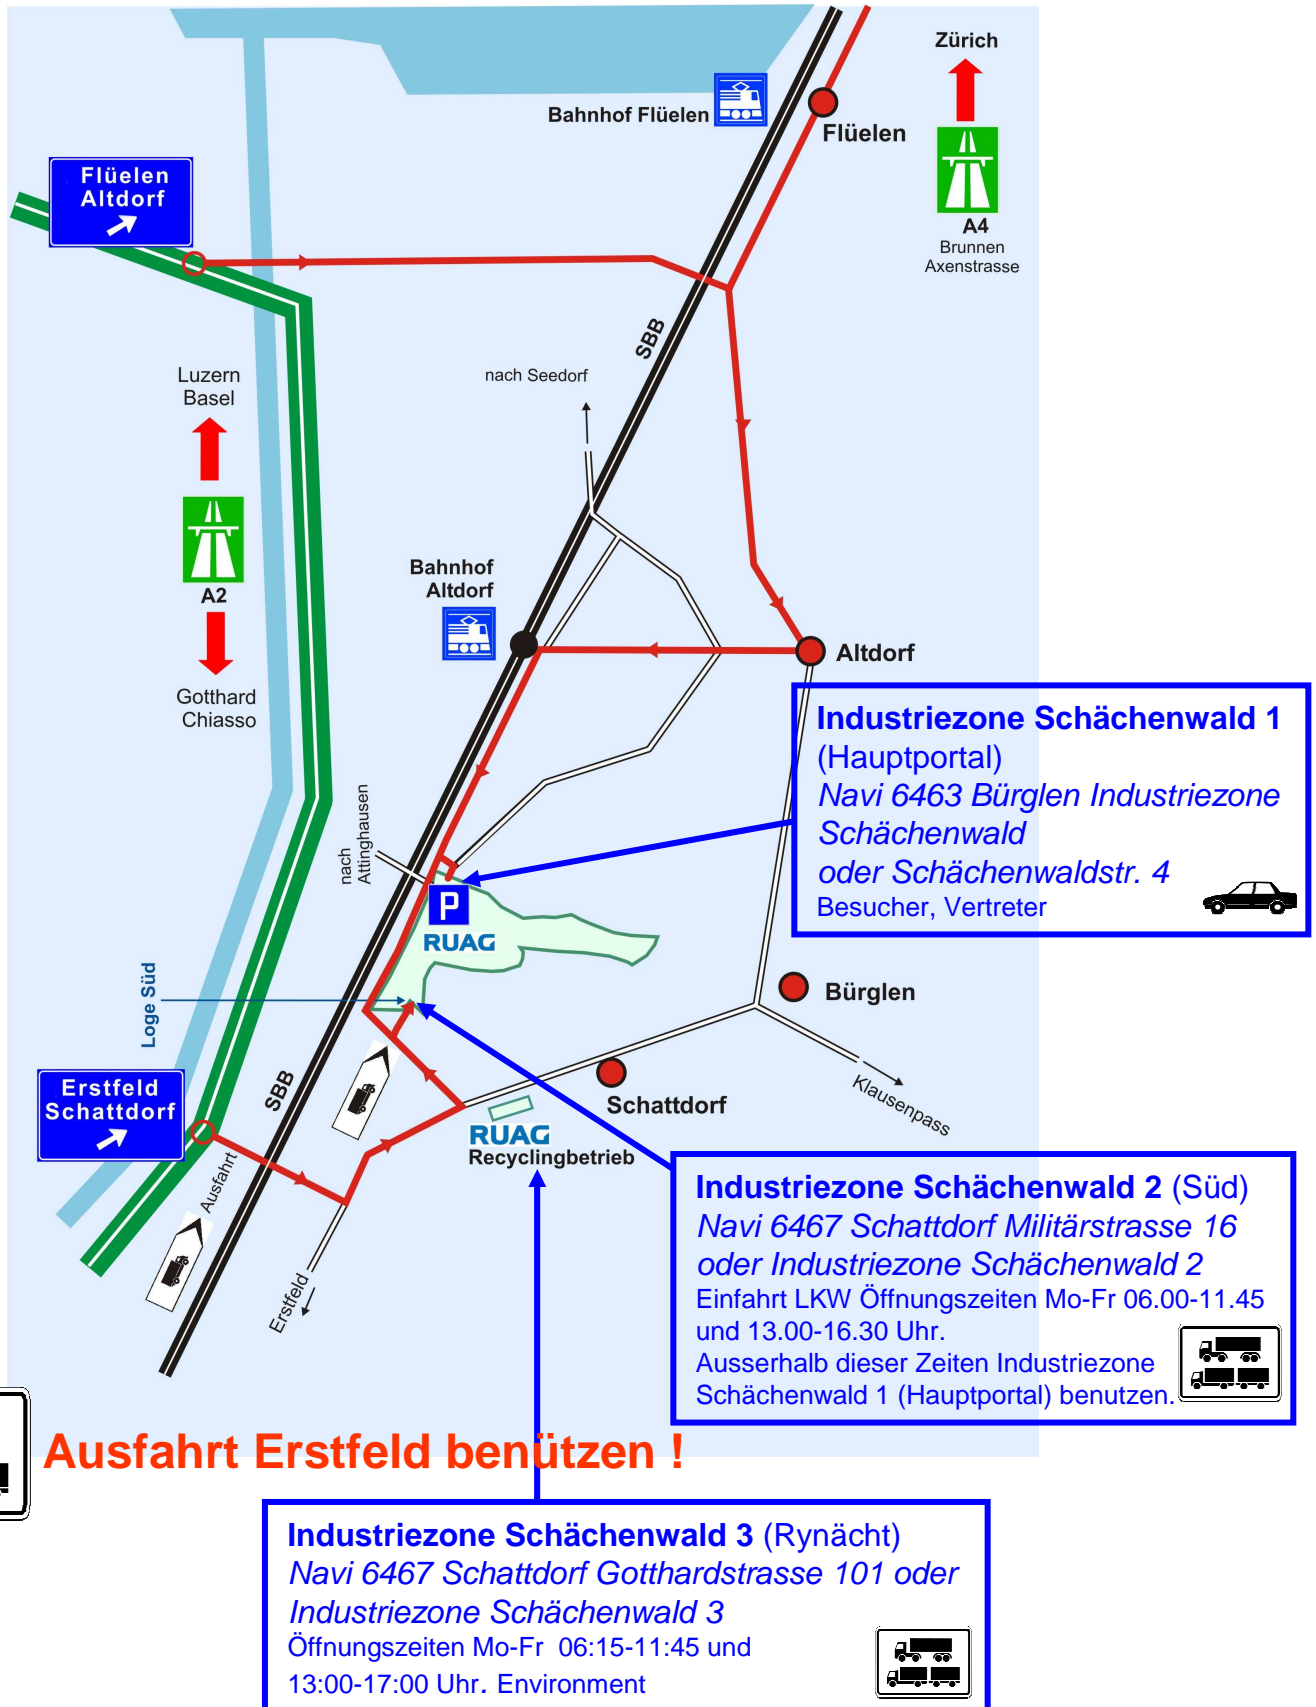 Zürich
Bahnhof Flüelen
Flüelen
A4
Brunnen
Axenstrasse
Flüelen
Altdorf
SBB
nach Seedorf
Luzern
Basel
A2
Gotthard
Chiasso
Bahnhof
Altdorf
Altdorf
Industriezone Schächenwald 1
(Hauptportal)
Navi 6463 Bürglen Industriezone
Schächenwald
oder Schächenwaldstr. 4
Besucher, Vertreter
nach
Attinghausen
P
RUAG
Loge Süd
Bürglen
Erstfeld
Schattdorf
SBB
Schattdorf
Klausenpass
RUAG
Recyclingbetrieb
Ausfahrt
Erstfeld
Industriezone Schächenwald 2 (Süd)
Navi 6467 Schattdorf Militärstrasse 16
oder Industriezone Schächenwald 2
Einfahrt LKW Öffnungszeiten Mo-Fr 06.00-11.45
und 13.00-16.30 Uhr.
Ausserhalb dieser Zeiten Industriezone
Schächenwald 1 (Hauptportal) benutzen.
Ausfahrt Erstfeld benützen !
Industriezone Schächenwald 3 (Rynächt)
Navi 6467 Schattdorf Gotthardstrasse 101 oder
Industriezone Schächenwald 3
Öffnungszeiten Mo-Fr 06:15-11:45 und
13:00-17:00 Uhr. Environment